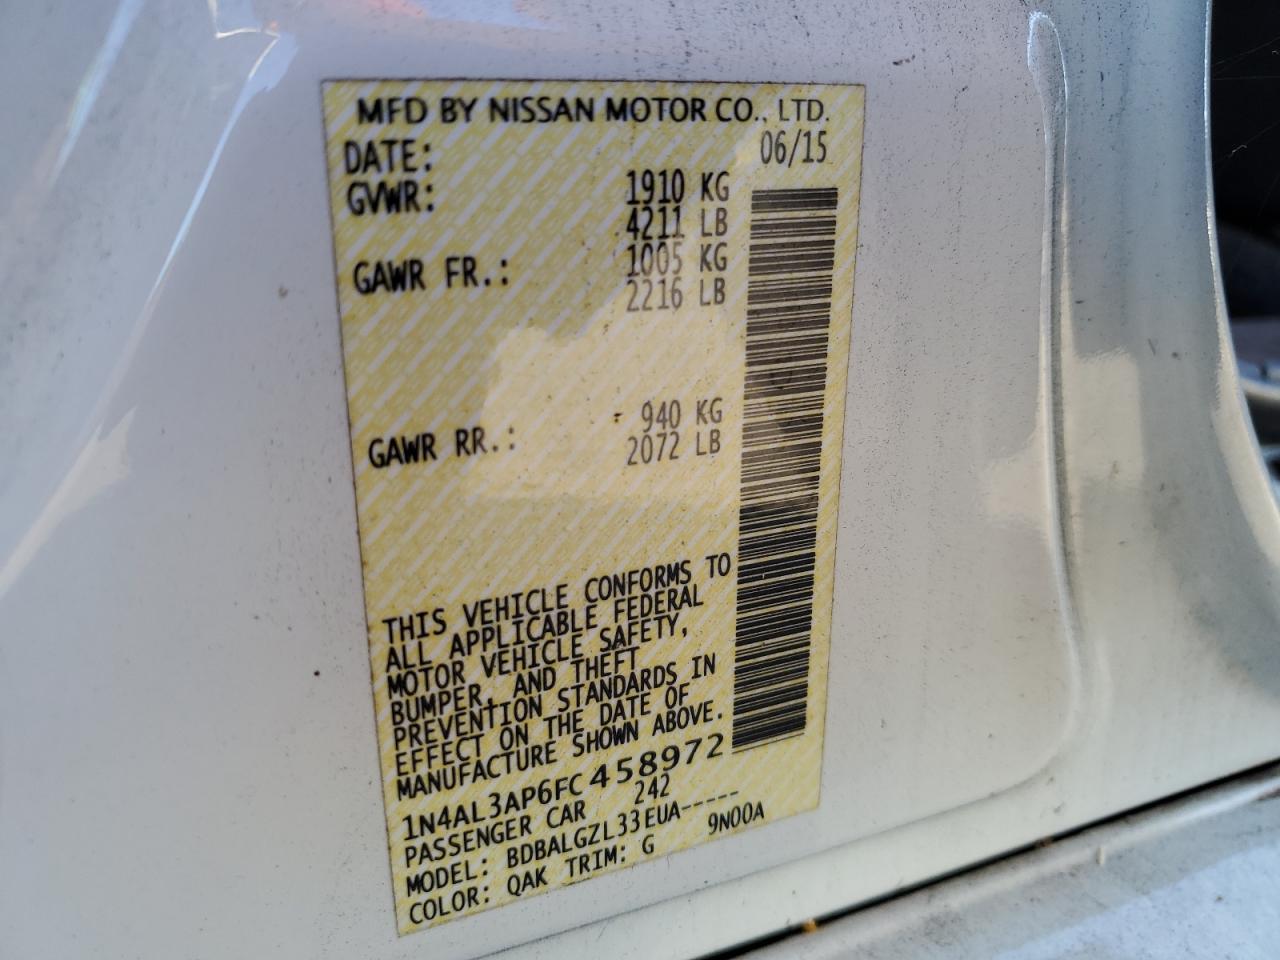 MFD BY NISSAN MOTOR CO., LTD.
DATE: 06/15
GVWR: 1910 KG
4211 LB
GAWR FR.: 1005 KG
2216 LB
GAWR RR.: 940 KG
2072 LB
THIS VEHICLE CONFORMS TO
ALL APPLICABLE FEDERAL
MOTOR VEHICLE SAFETY,
BUMPER, AND THEFT
PREVENTION STANDARDS IN
EFFECT ON THE DATE OF
MANUFACTURE SHOWN ABOVE.
1N4AL3AP6FC458972
PASSENGER CAR 242
MODEL: BDBALGZL33EUA-----
COLOR: QAK TRIM: G 9N00A